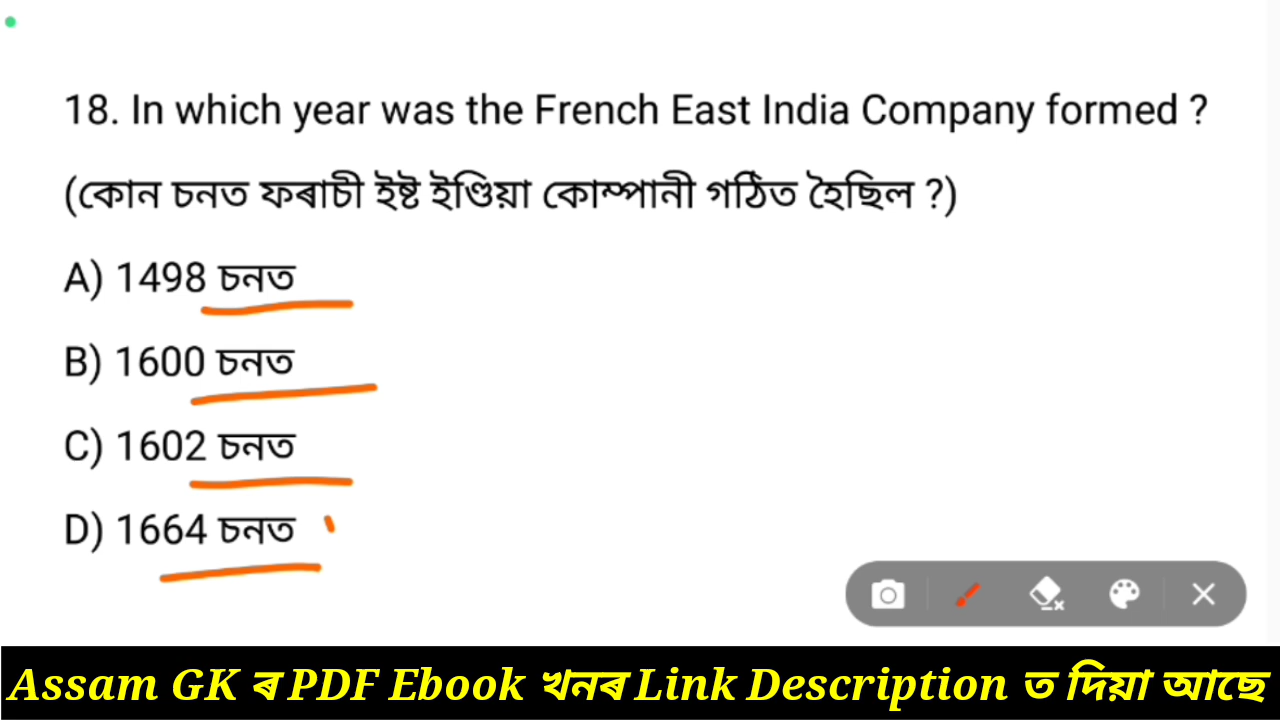 18. In which year was the French East India Company formed ?
(কোন চনত ফৰাচী ইষ্ট ইণ্ডিয়া কোম্পানী গঠিত হৈছিল ?)
A) 1498 চনত
B) 1600 চনত
C) 1602 চনত
D) 1664 চনত
Assam GK ৰ PDF Ebook খনৰ Link Description ত দিয়া আছে